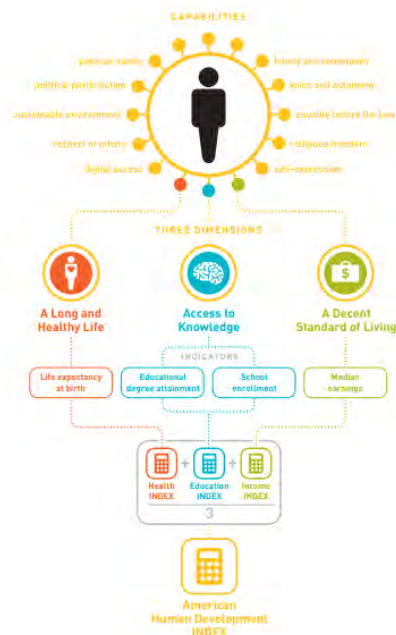 CAPABILITIES
physical safety
family and community
political participation
voice and autonomy
sustainable environment
equality before the law
respect of others
religious freedom
digital access
self-expression
THREE DIMENSIONS
A Long and
Healthy Life
Access to
Knowledge
A Decent
Standard of Living
INDICATORS
Life expectancy
at birth
Educational
degree attainment
School
enrollment
Median
earnings
Health
INDEX
+
Education
INDEX
+
Income
INDEX
3
American
Human Development
INDEX